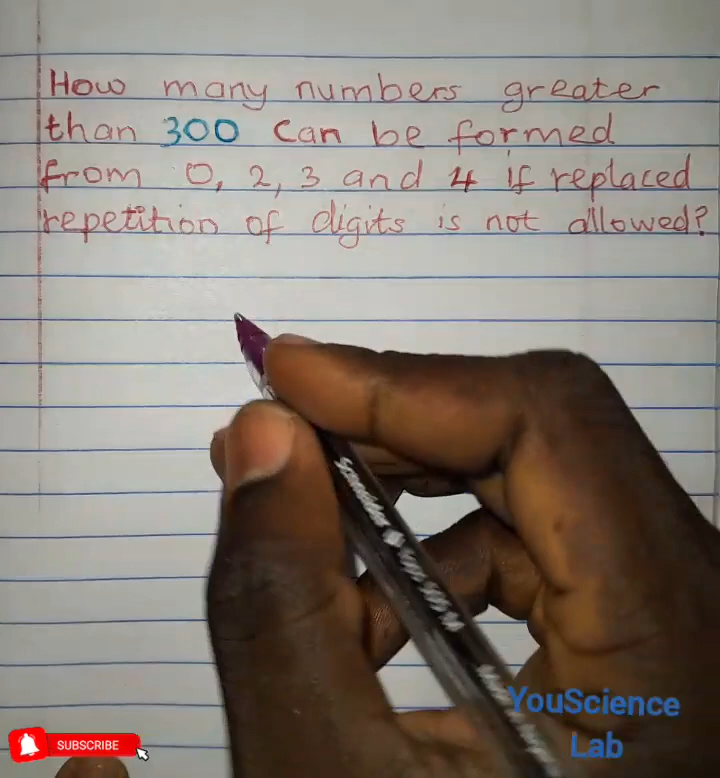 How many numbers greater
than 300 can be formed
from 0, 2, 3 and 4 if replaced
repetition of digits is not allowed?
YouScience
Lab
SUBSCRIBE